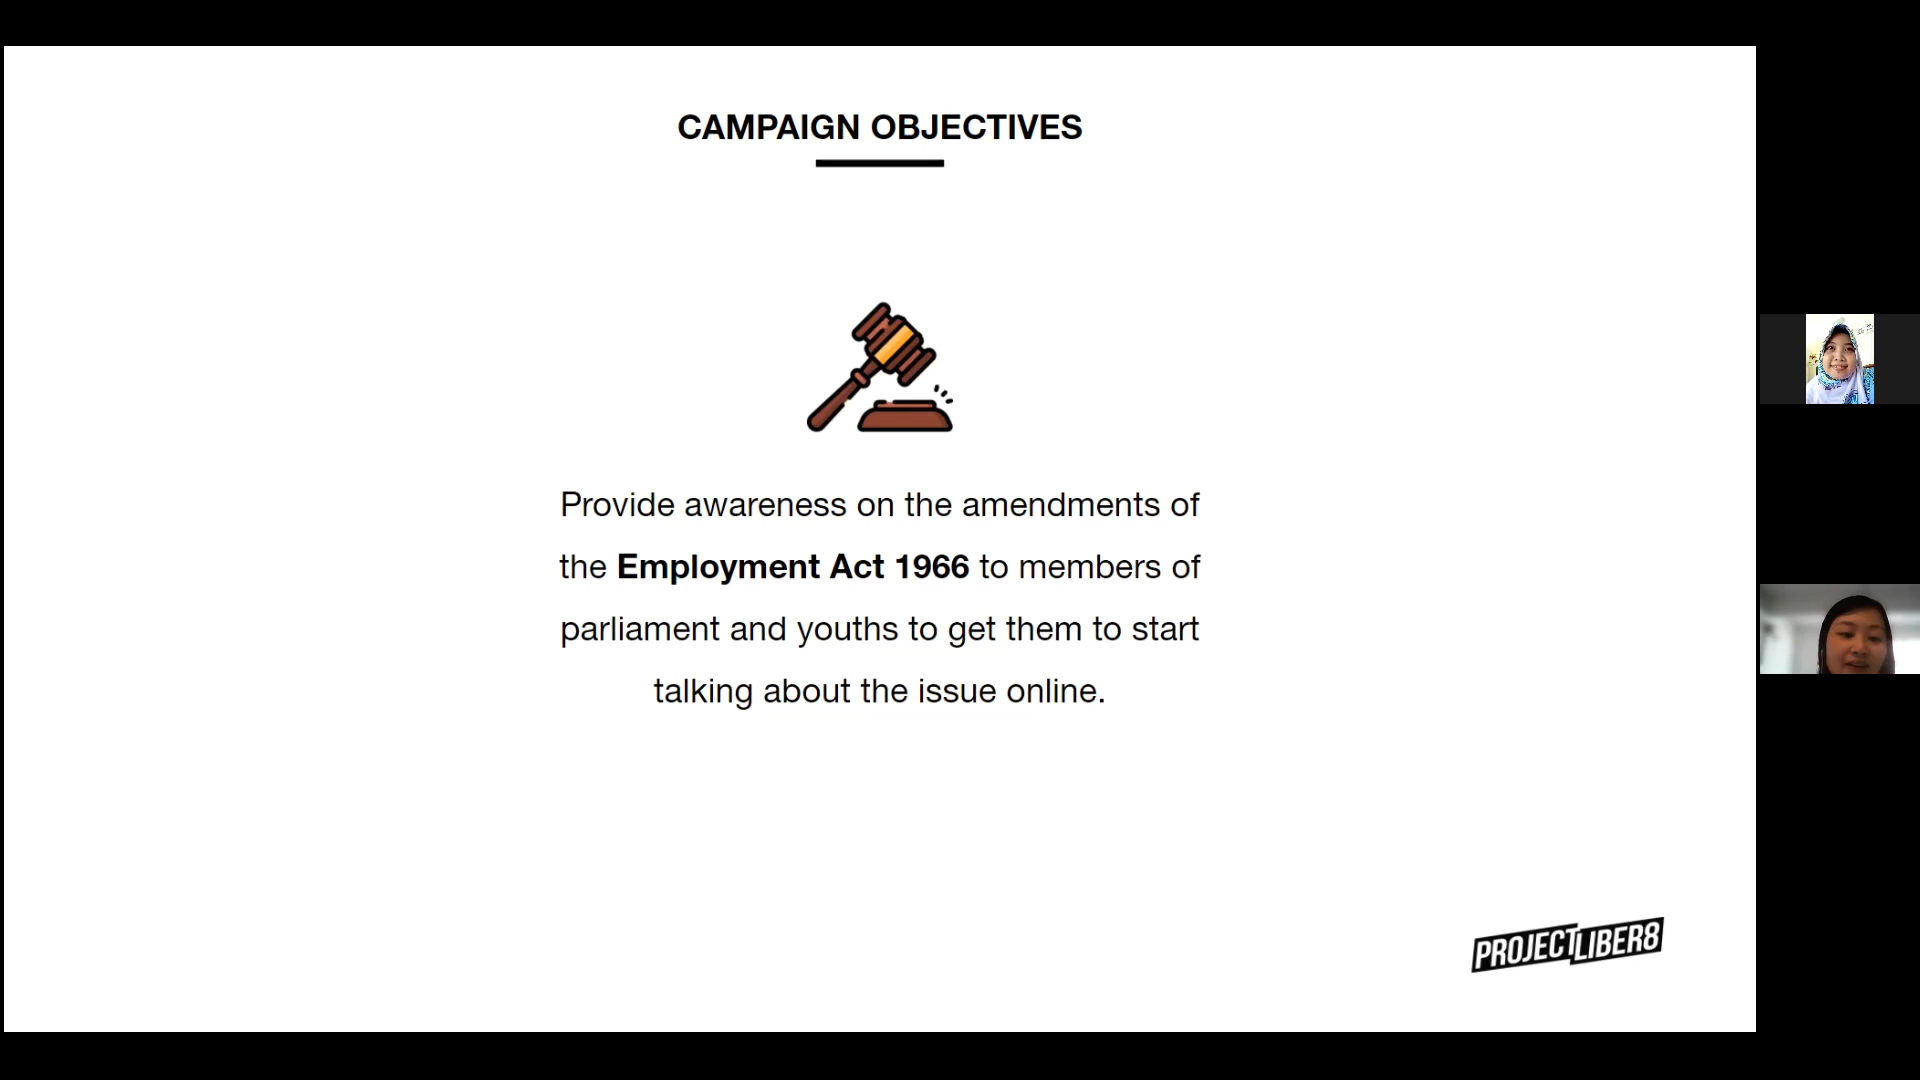 CAMPAIGN OBJECTIVES
Provide awareness on the amendments of
the Employment Act 1966 to members of
parliament and youths to get them to start
talking about the issue online.
PROJECTLIBER8